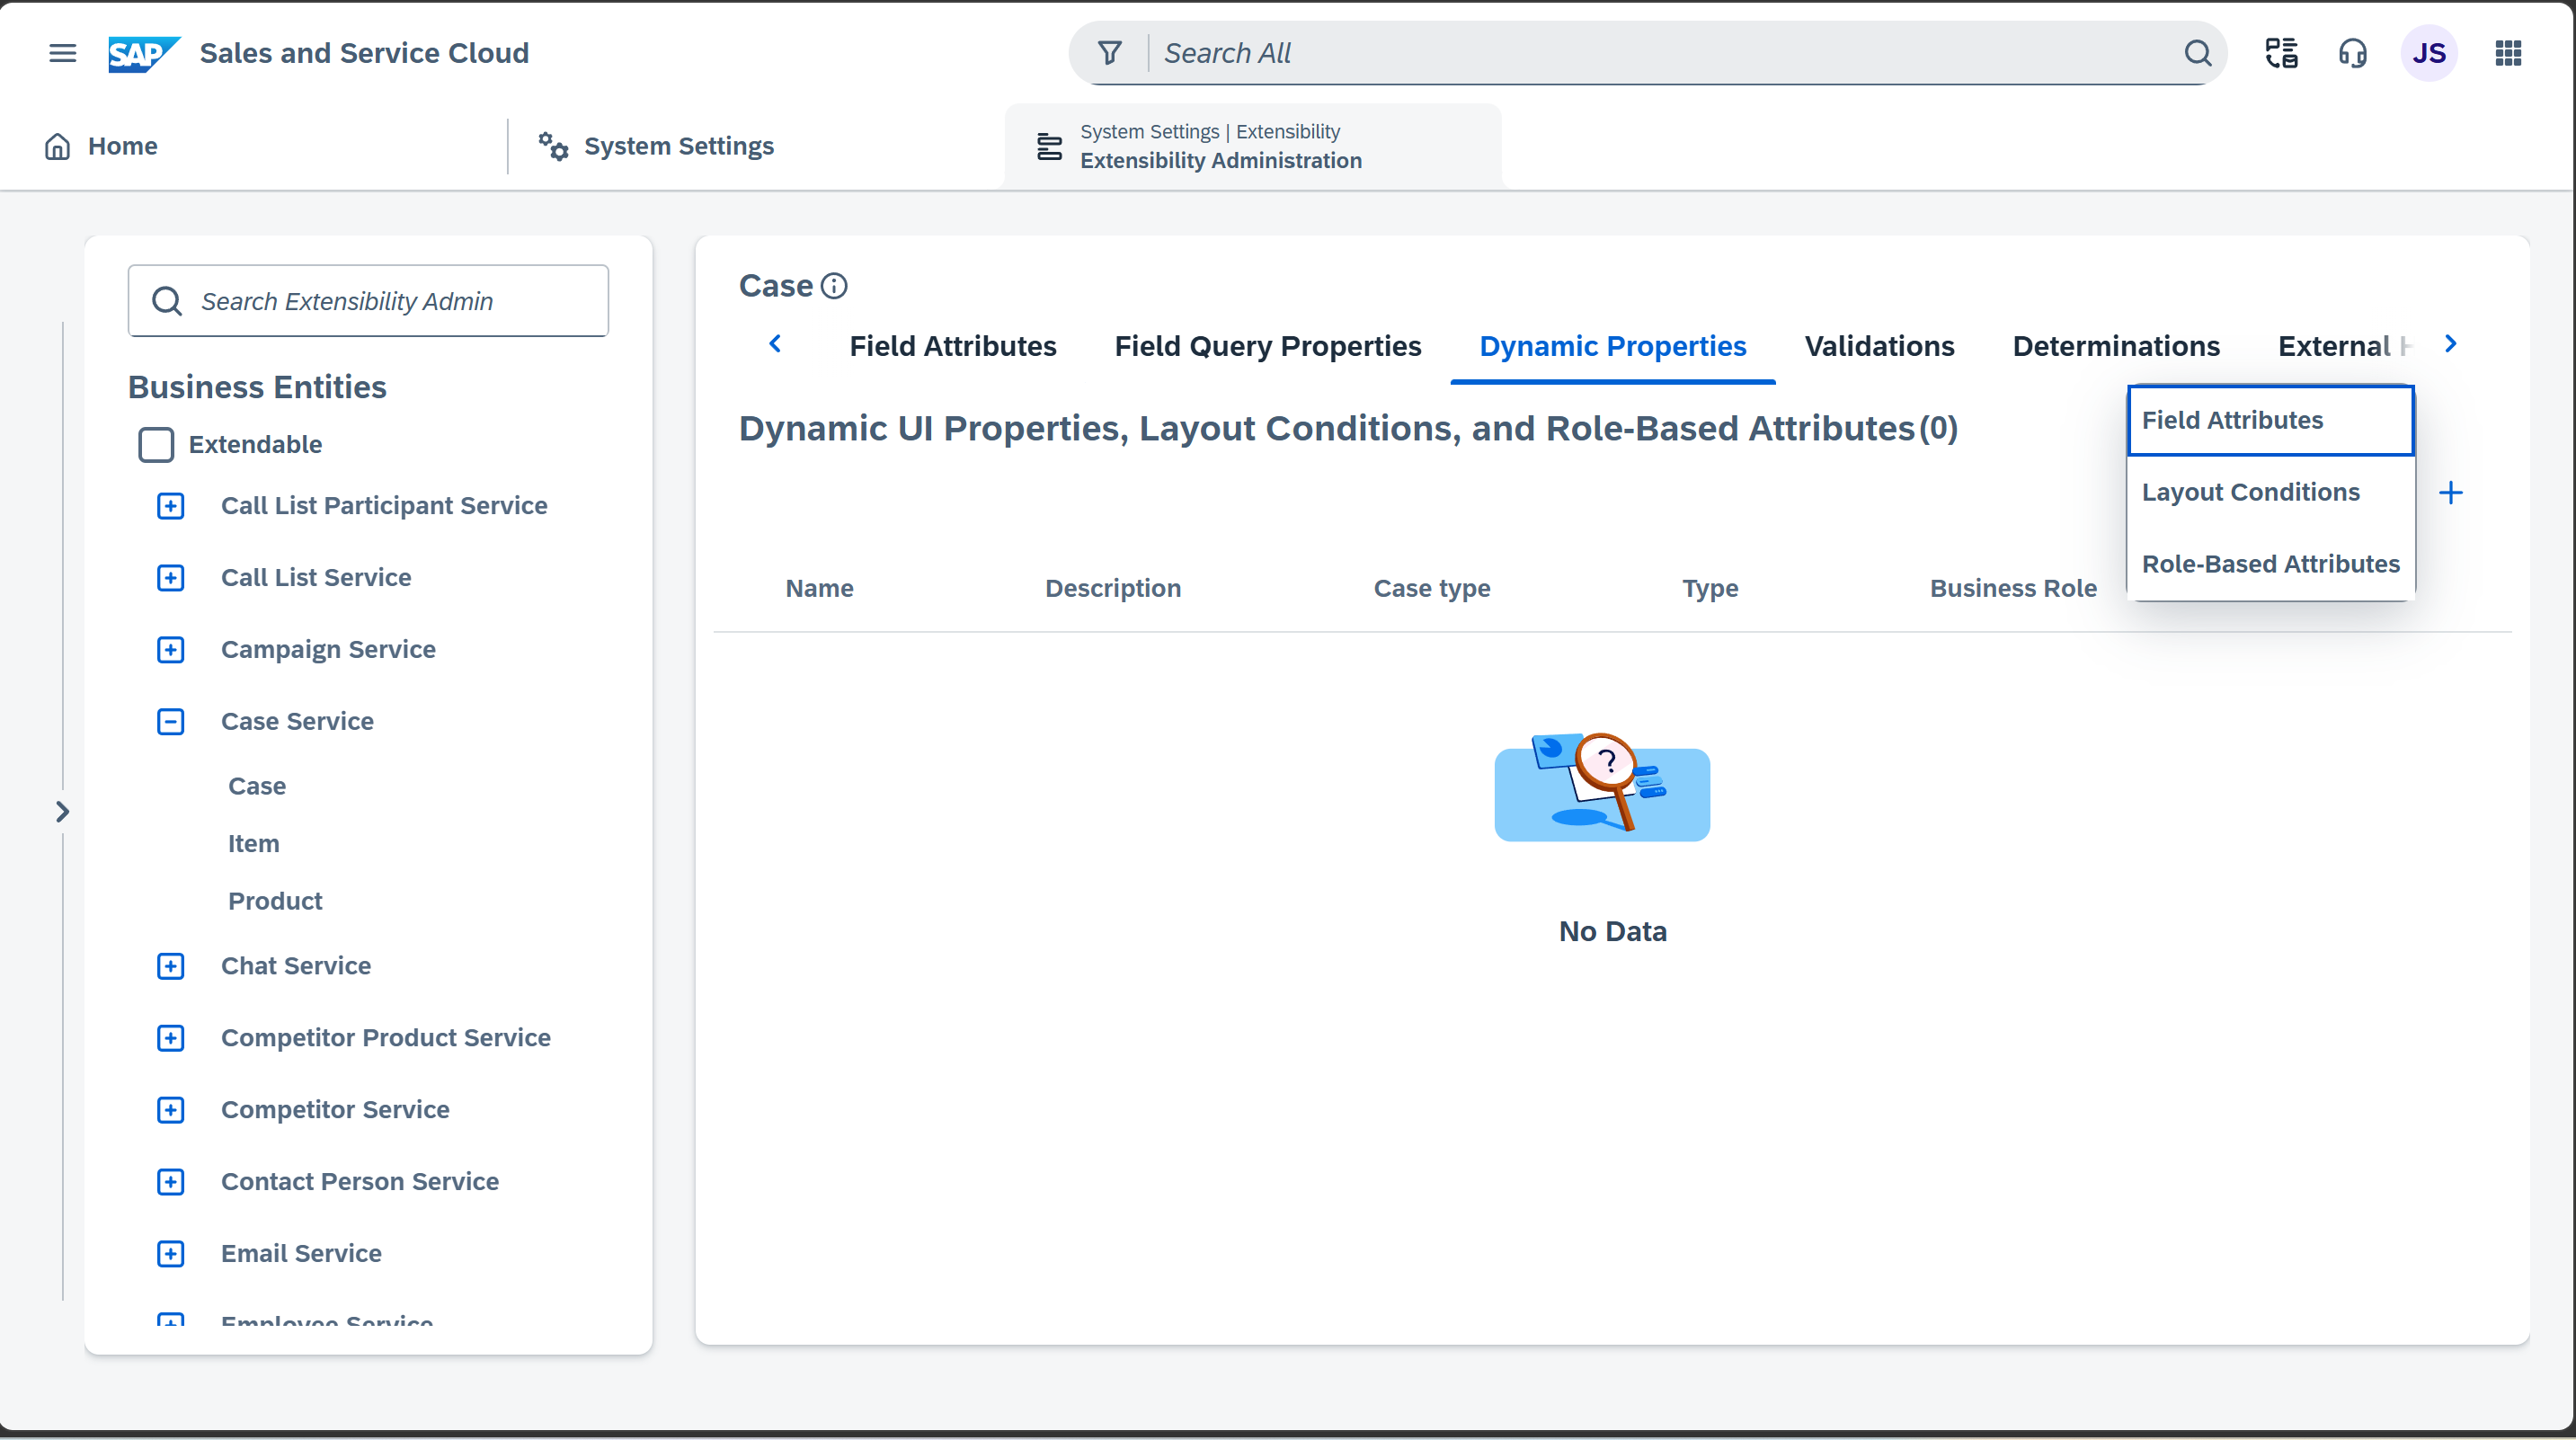 SAP Sales and Service Cloud
Search All
JS
Home
System Settings
System Settings | Extensibility
Extensibility Administration
Search Extensibility Admin
Business Entities
Extendable
Call List Participant Service
Call List Service
Campaign Service
Case Service
Case
Item
Product
Chat Service
Competitor Product Service
Competitor Service
Contact Person Service
Email Service
Employee Service
Case
Field Attributes Field Query Properties Dynamic Properties Validations Determinations External
Dynamic UI Properties, Layout Conditions, and Role-Based Attributes(0)
Field Attributes
Layout Conditions
Role-Based Attributes
Name Description Case type Type Business Role
?
No Data